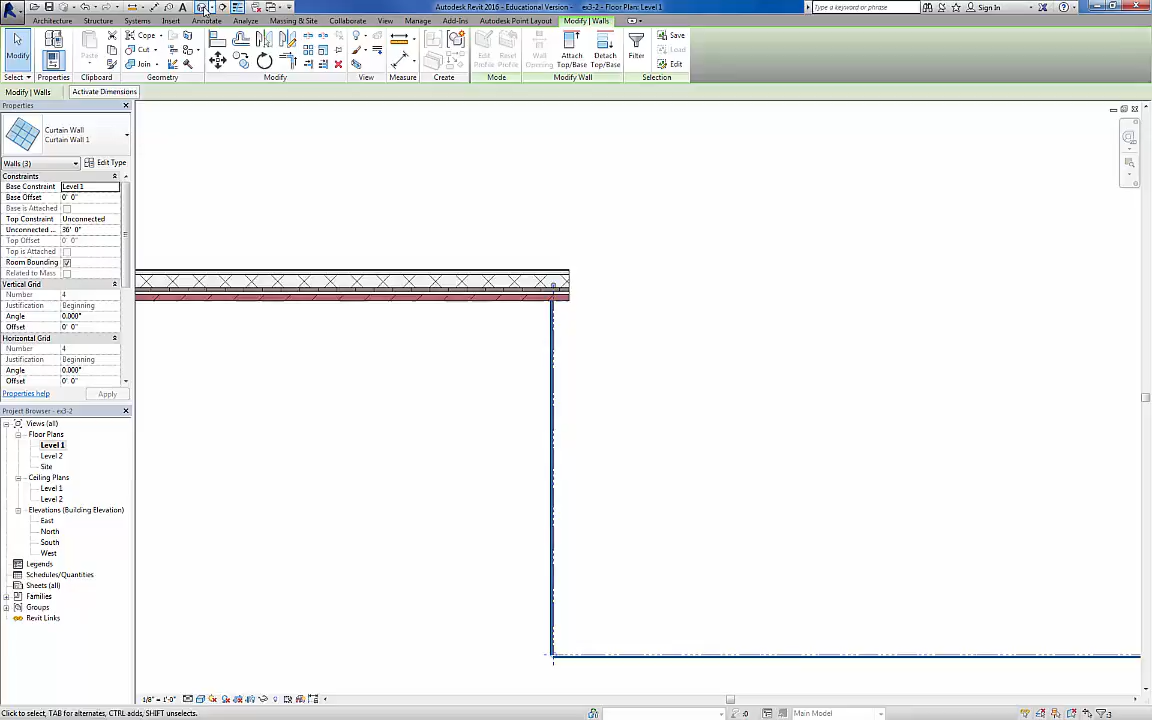 Autodesk Revit 2016 - Educational Version - ex3-2 - Floor Plan: Level 1
Type a keyword or phrase
Sign In
Architecture Structure Systems Insert Annotate Analyze Massing & Site Collaborate View Manage Add-Ins Autodesk Point Layout Modify | Walls
Cope
Cut
Join
Modify
Paste
Edit Profile
Reset Profile
Wall Opening
Attach Top/Base
Detach Top/Base
Filter
Save
Load
Edit
Select Properties Clipboard Geometry Modify View Measure Create Mode Modify Wall Selection
Modify | Walls Activate Dimensions
Properties
Curtain Wall
Curtain Wall 1
Walls (3) Edit Type
Constraints
Base Constraint Level 1
Base Offset 0' 0"
Base is Attached
Top Constraint Unconnected
Unconnected ... 36' 0"
Top Offset 0' 0"
Top is Attached
Room Bounding
Related to Mass
Vertical Grid
Number 4
Justification Beginning
Angle 0.000°
Offset 0' 0"
Horizontal Grid
Number 4
Justification Beginning
Angle 0.000°
Offset 0' 0"
Properties help Apply
Project Browser - ex3-2
Views (all)
Floor Plans
Level 1
Level 2
Site
Ceiling Plans
Level 1
Level 2
Elevations (Building Elevation)
East
North
South
West
Legends
Schedules/Quantities
Sheets (all)
Families
Groups
Revit Links
1/8" = 1'-0"
Click to select, TAB for alternates, CTRL adds, SHIFT unselects.
:0
Main Model
:3